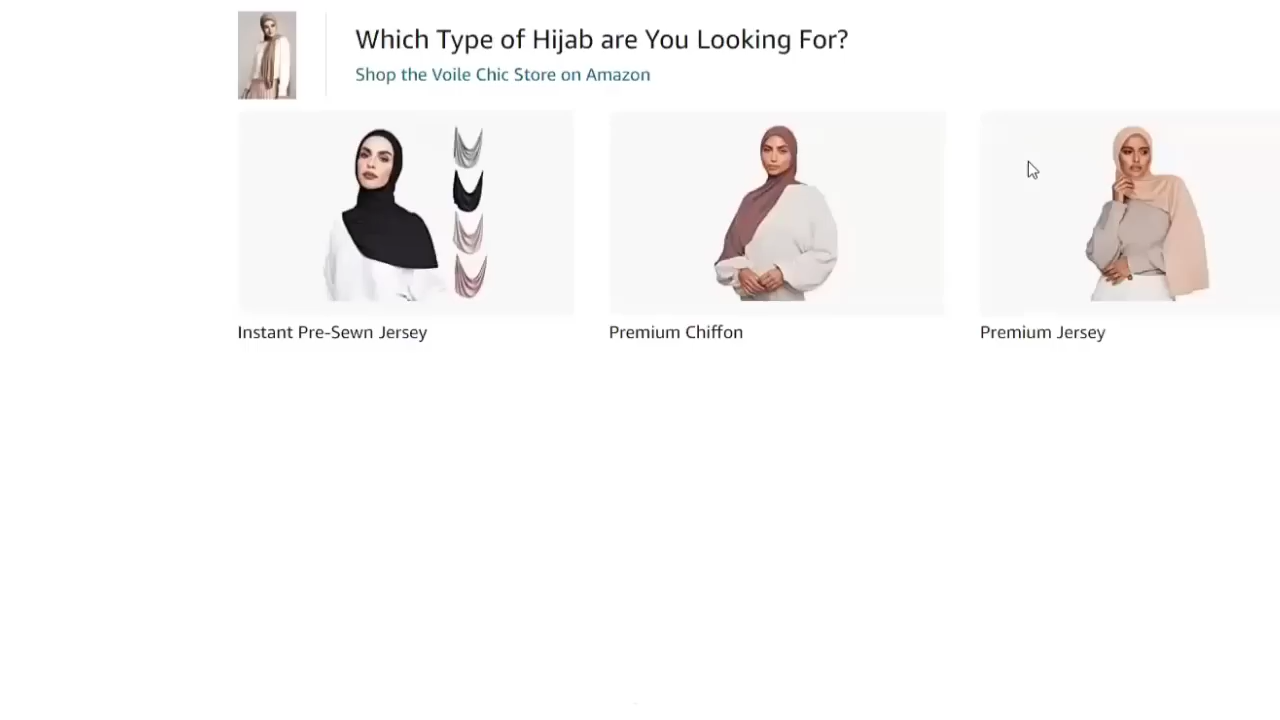 Which Type of Hijab are You Looking For?
Shop the Voile Chic Store on Amazon
Instant Pre-Sewn Jersey
Premium Chiffon
Premium Jersey